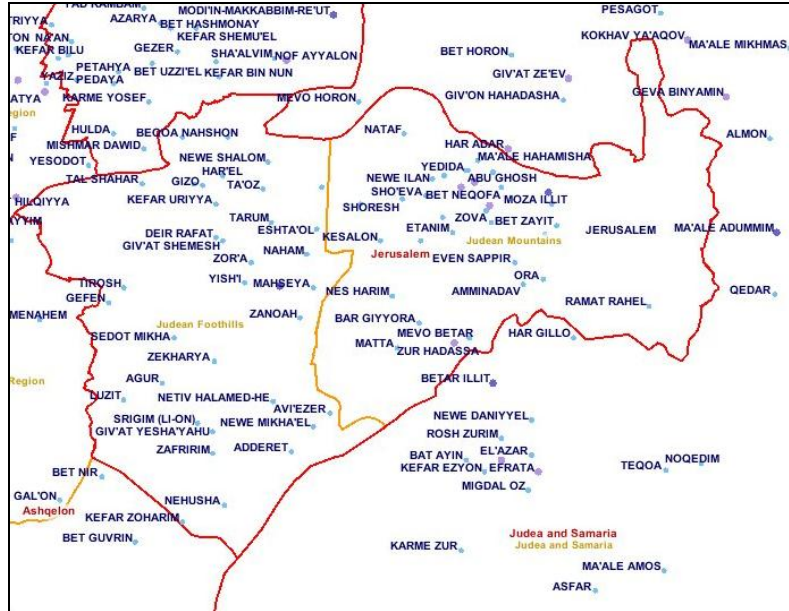 YAD RAMBAM
MODI'IN-MAKKABBIM-RE'UT
PESAGOT
AZARYA
BET HASHMONAY
KEFAR SHEMU'EL
KOKHAV YA'AQOV
MA'ALE MIKHMAS
TON NA'AN
KEFAR BILU
GEZER
SHA'ALVIM
NOF AYYALON
BET HORON
PETAHYA
BET UZZI'EL
KEFAR BIN NUN
GIV'AT ZE'EV
YAZIZ
PEDAYA
ATYA
KARME YOSEF
MEVO HORON
GIV'ON HAHADASHA
GEVA BINYAMIN
egion
HULDA
BEQOA
NAHSHON
NATAF
ALMON
MISHMAR DAWID
HAR ADAR
YESODOT
NEWE SHALOM
MA'ALE HAHAMISHA
HAR'EL
YEDIDA
TAL SHAHAR
GIZO
TA'OZ
NEWE ILAN
ABU GHOSH
HILQIYYA
KEFAR URIYYA
SHO'EVA
BET NEQOFA
MOZA ILLIT
SHORESH
AYYIM
TARUM
ESHTA'OL
ZOVA
BET ZAYIT
DEIR RAFAT
ETANIM
JERUSALEM
MA'ALE ADUMMIM
GIV'AT SHEMESH
KESALON
Judean Mountains
NAHAM
Jerusalem
ZOR'A
EVEN SAPPIR
TIROSH
YISH'I
MAHSEYA
ORA
GEFEN
NES HARIM
AMMINADAV
QEDAR
RAMAT RAHEL
MENAHEM
ZANOAH
BAR GIYYORA
Judean Foothills
SEDOT MIKHA
MATTA
MEVO BETAR
HAR GILLO
ZUR HADASSA
ZEKHARYA
Region
AGUR
BETAR ILLIT
LUZIT
NETIV HALAMED-HE
AVI'EZER
SRIGIM (LI-ON)
NEWE MIKHA'EL
NEWE DANIYYEL
GIV'AT YESHA'YAHU
ROSH ZURIM
ZAFRIRIM
ADDERET
BAT AYIN
EL'AZAR
NOQEDIM
BET NIR
KEFAR EZYON
EFRATA
TEQOA
MIGDAL OZ
GAL'ON
NEHUSHA
Ashqelon
KEFAR ZOHARIM
BET GUVRIN
Judea and Samaria
KARME ZUR
Judea and Samaria
MA'ALE AMOS
ASFAR